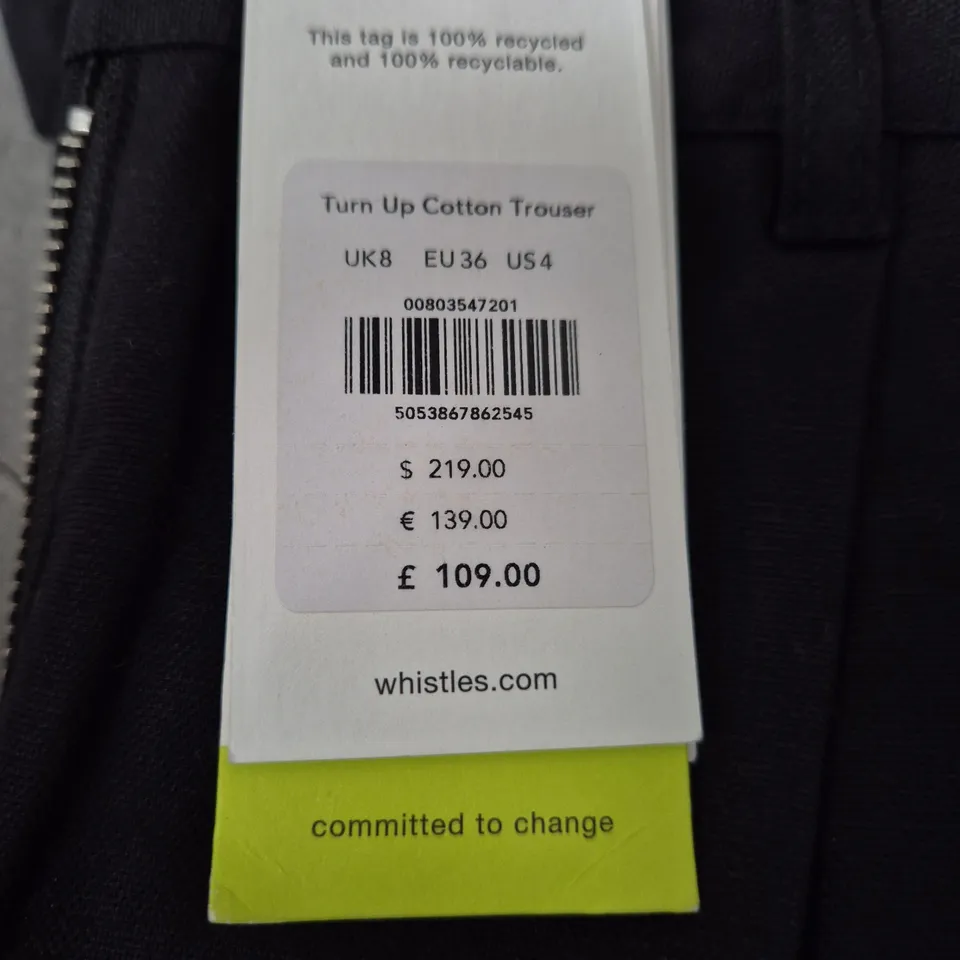 This tag is 100% recycled
and 100% recyclable.
Turn Up Cotton Trouser
UK8 EU36 US4
00803547201
5053867862545
$ 219.00
€ 139.00
£ 109.00
whistles.com
committed to change